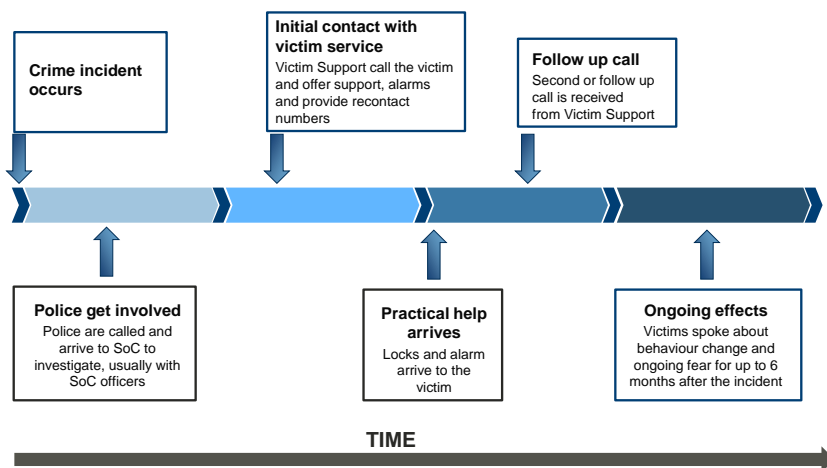 Crime incident
occurs
Initial contact with
victim service
Victim Support call the victim
and offer support, alarms
and provide recontact
numbers
Follow up call
Second or follow up
call is received
from Victim Support
Police get involved
Police are called and
arrive to SoC to
investigate, usually with
SoC officers
Practical help
arrives
Locks and alarm
arrive to the
victim
Ongoing effects
Victims spoke about
behaviour change and
ongoing fear for up to 6
months after the incident
TIME